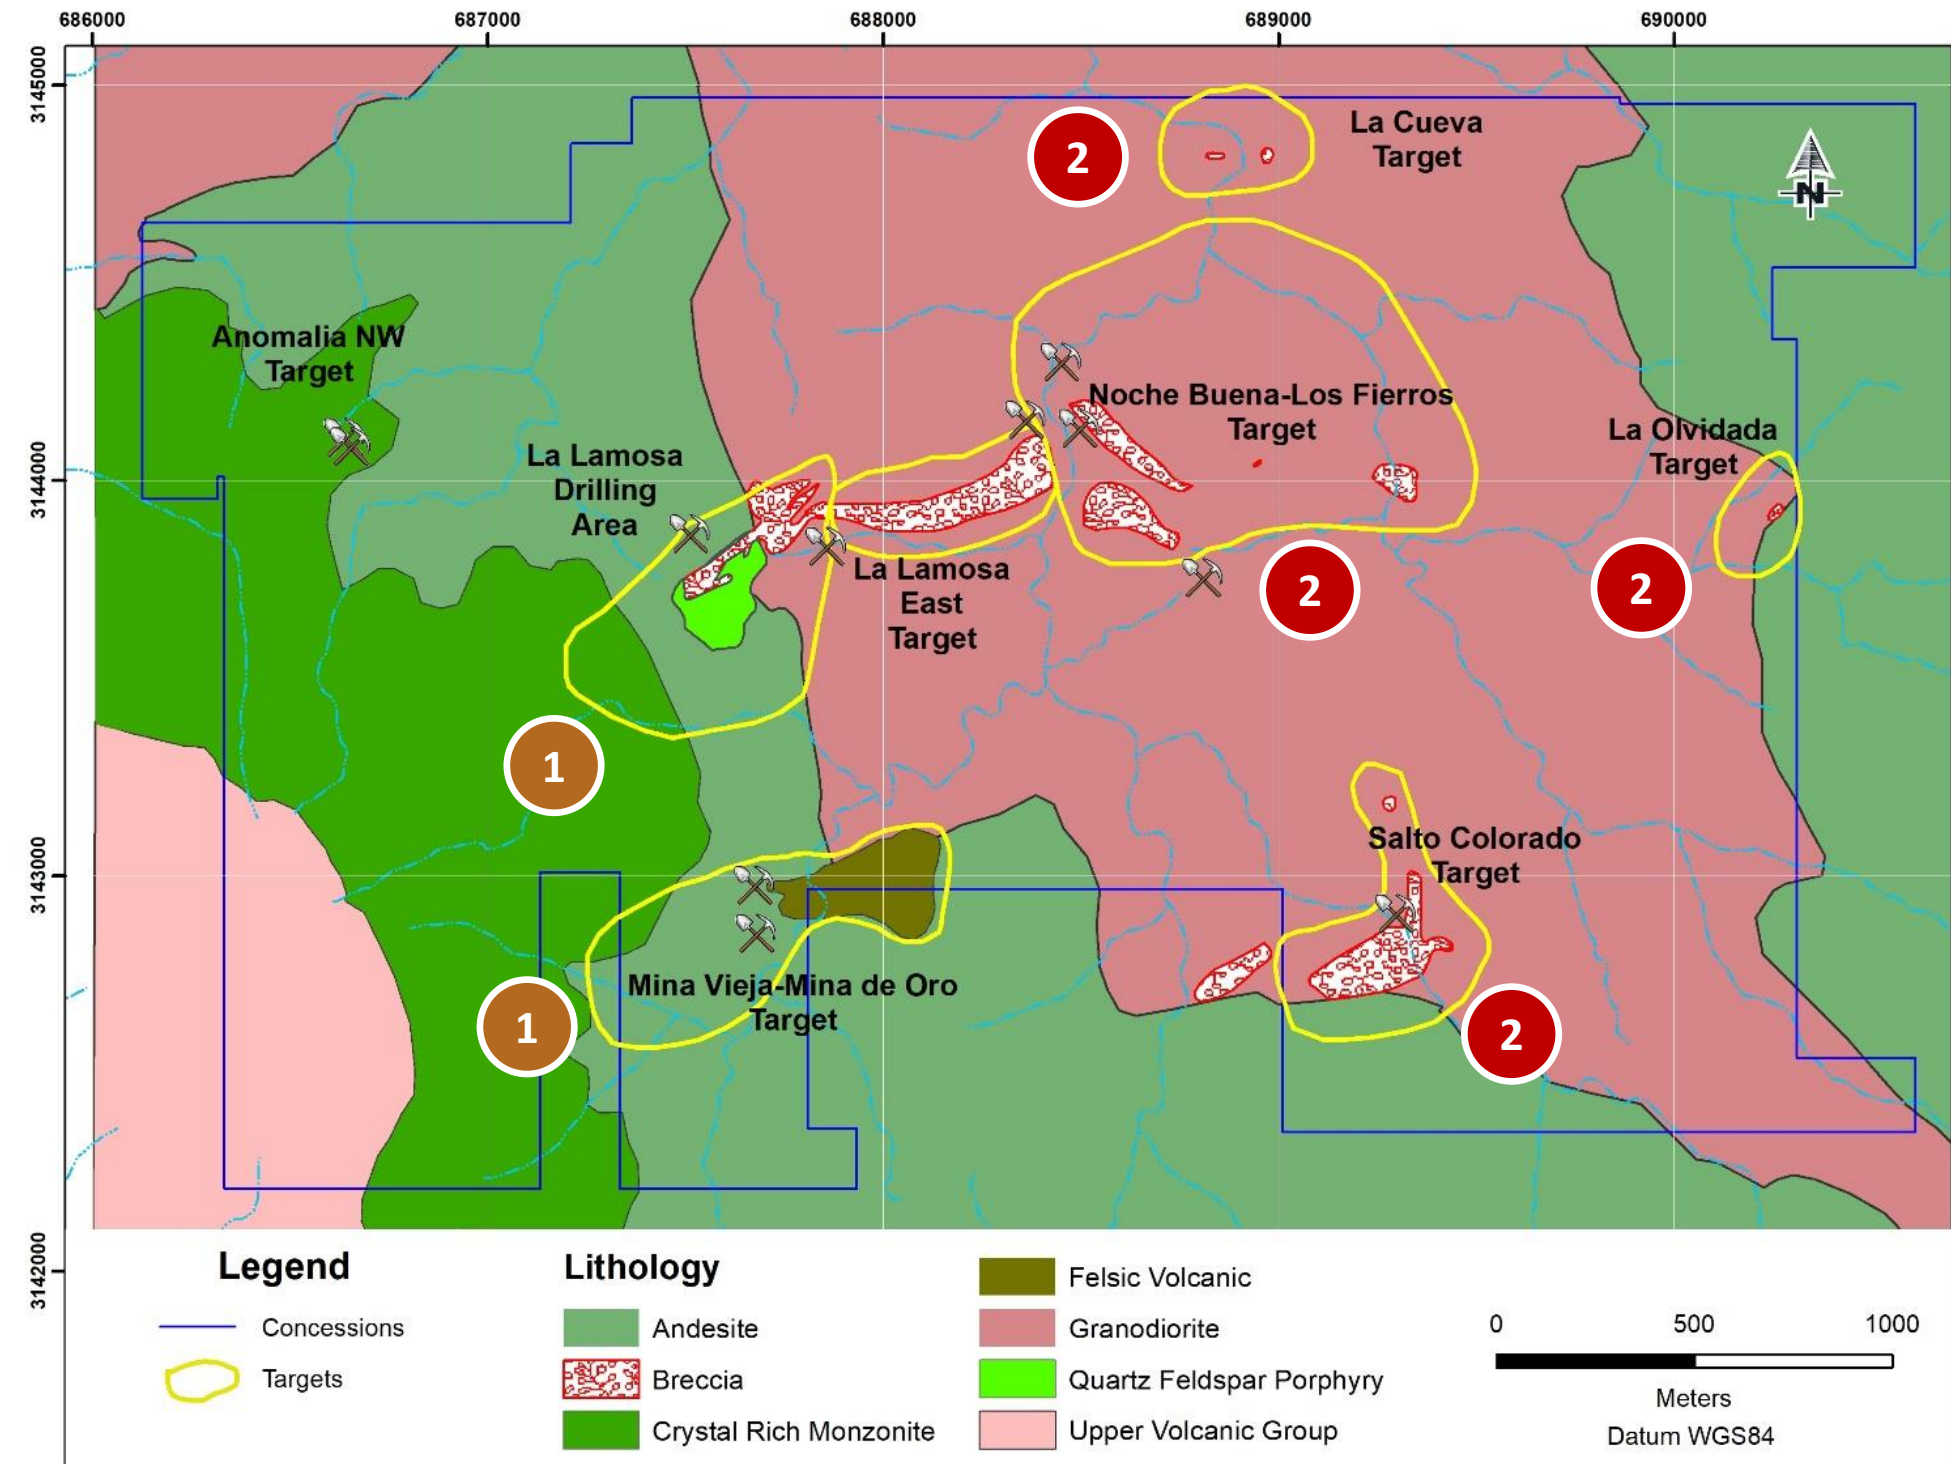 686000
687000
688000
689000
690000
3145000
3144000
3143000
3142000
La Cueva
Target
2
N
Anomalia NW
Target
Noche Buena-Los Fierros
Target
La Olvidada
Target
La Lamosa
Drilling
Area
La Lamosa
East
Target
2
2
1
Salto Colorado
Target
Mina Vieja-Mina de Oro
Target
1
2
Legend
Concessions
Targets
Lithology
Andesite
Breccia
Crystal Rich Monzonite
Felsic Volcanic
Granodiorite
Quartz Feldspar Porphyry
Upper Volcanic Group
0 500 1000
Meters
Datum WGS84